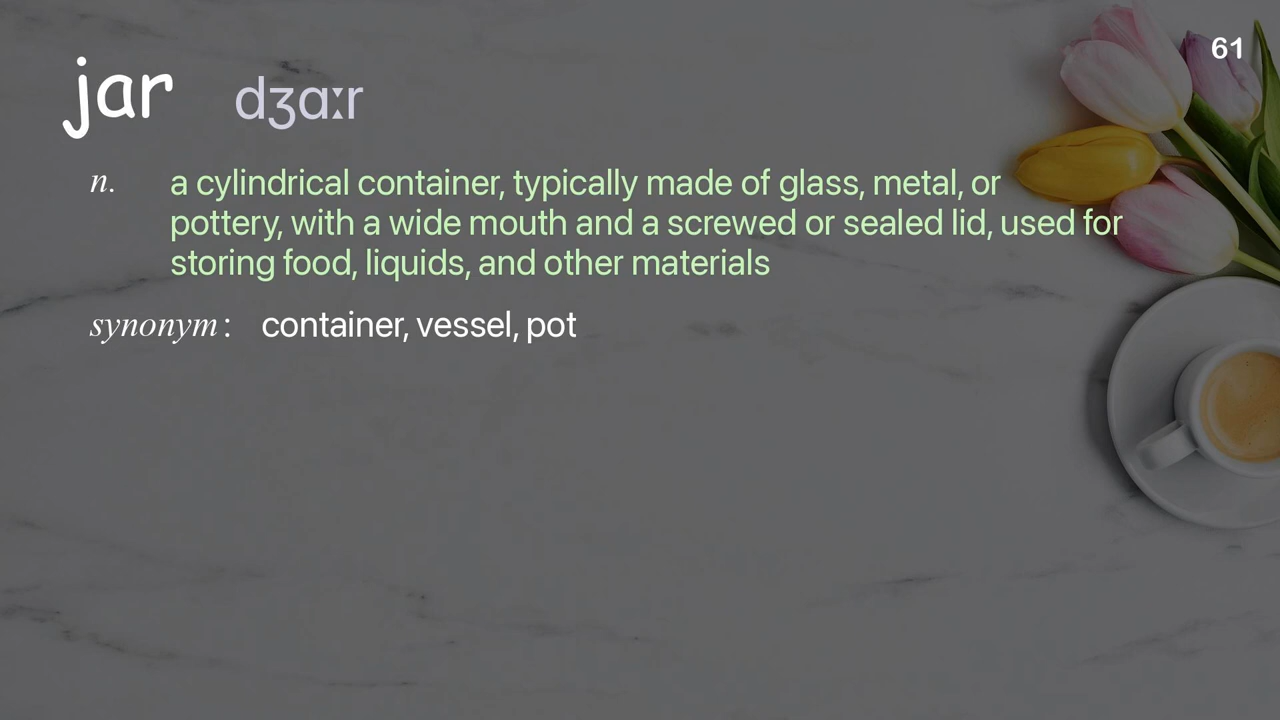 61
jar dʒɑːr
n. a cylindrical container, typically made of glass, metal, or
pottery, with a wide mouth and a screwed or sealed lid, used for
storing food, liquids, and other materials
synonym: container, vessel, pot